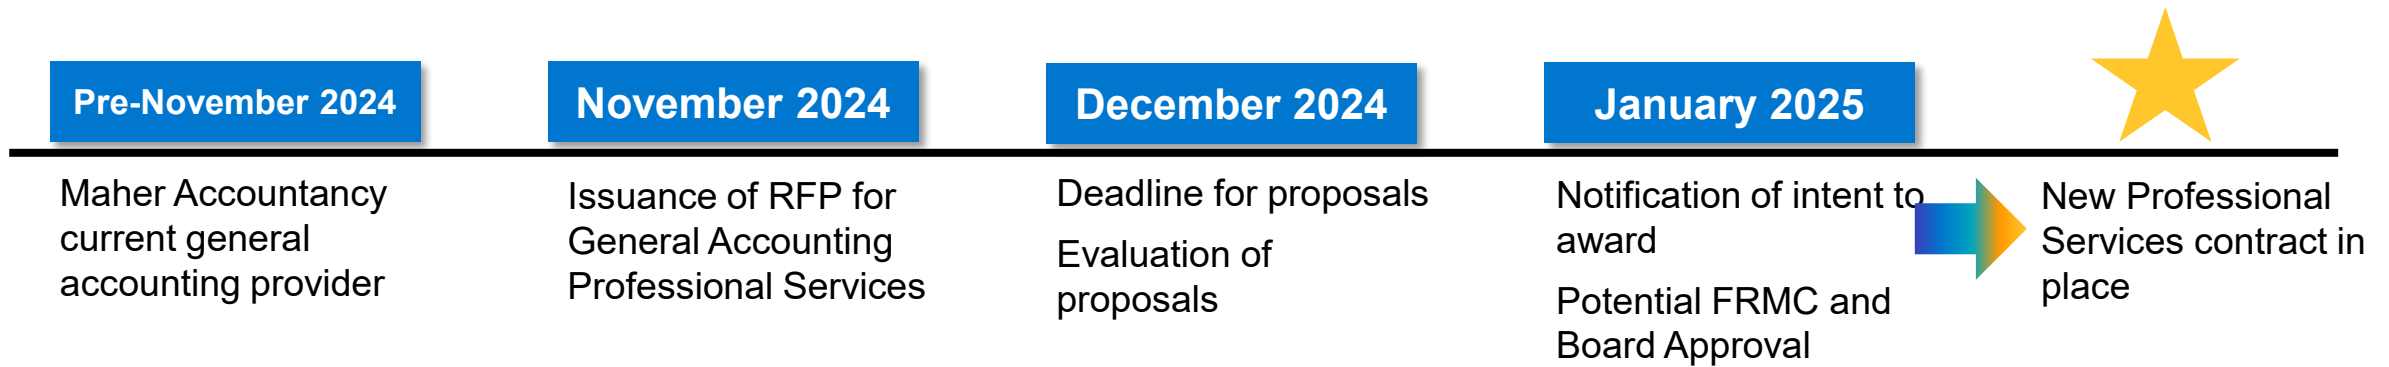 Pre-November 2024
Maher Accountancy
current general
accounting provider
November 2024
Issuance of RFP for
General Accounting
Professional Services
December 2024
Deadline for proposals
Evaluation of
proposals
January 2025
Notification of intent to
award
Potential FRMC and
Board Approval
New Professional
Services contract in
place